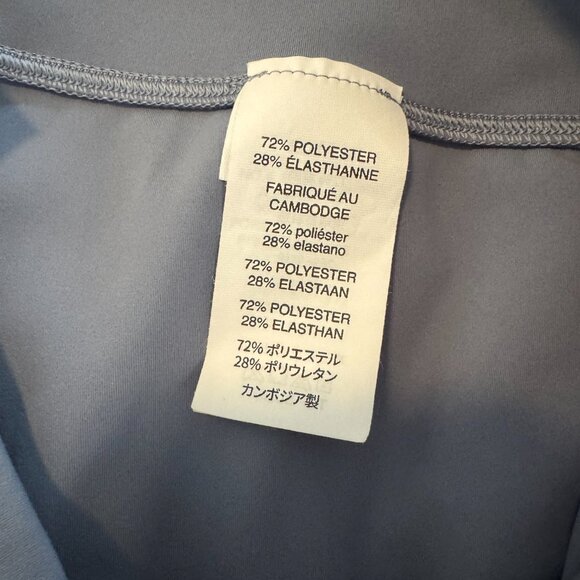 72% POLYESTER
28% ÉLASTHANNE
FABRIQUÉ AU
CAMBODGE
72% poliéster
28% elastano
72% POLYESTER
28% ELASTAAN
72% POLYESTER
28% ELASTHAN
72% ポリエステル
28% ポリウレタン
カンボジア製